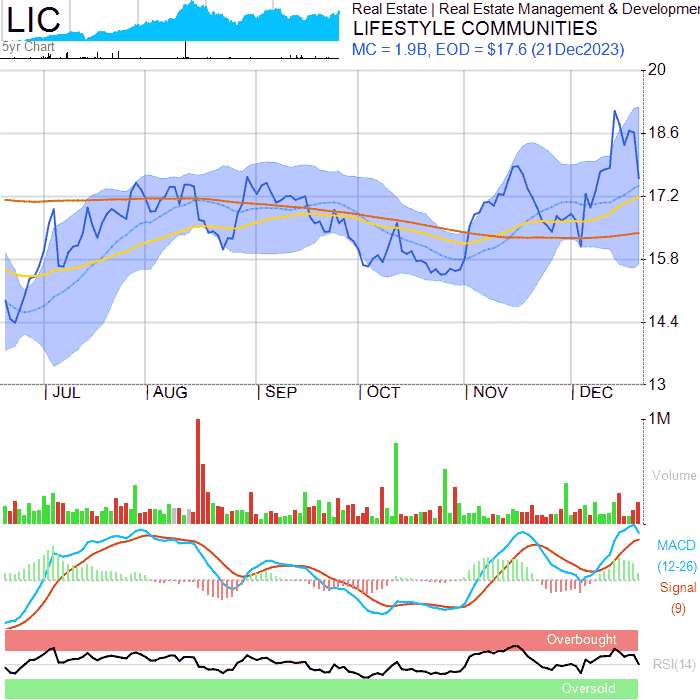 LIC
Real Estate | Real Estate Management & Developmen
LIFESTYLE COMMUNITIES
5yr Chart
MC = 1.9B, EOD = $17.6 (21Dec2023)
20
18.6
17.2
15.8
14.4
13
| JUL | AUG | SEP | OCT | NOV | DEC
1M
Volume
MACD
(12-26)
Signal
(9)
Overbought
RSI(14)
Oversold